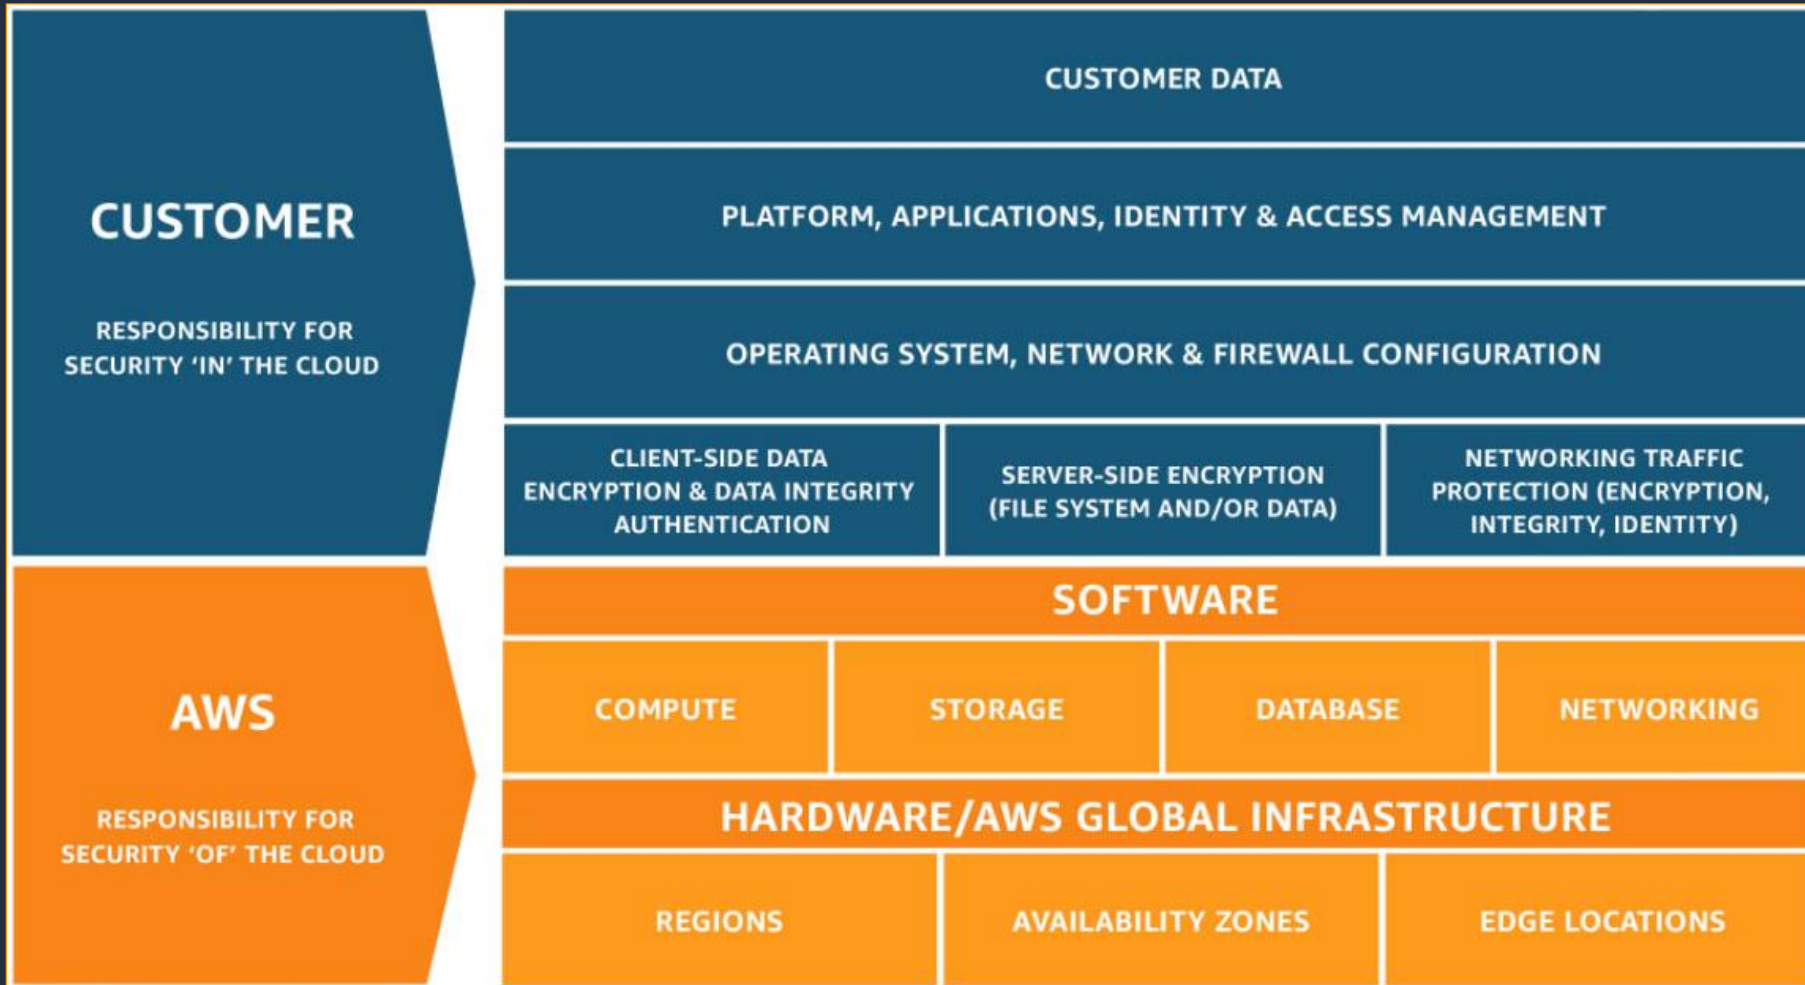 CUSTOMER
RESPONSIBILITY FOR
SECURITY ‘IN’ THE CLOUD
CUSTOMER DATA
PLATFORM, APPLICATIONS, IDENTITY & ACCESS MANAGEMENT
OPERATING SYSTEM, NETWORK & FIREWALL CONFIGURATION
CLIENT-SIDE DATA
ENCRYPTION & DATA INTEGRITY
AUTHENTICATION
SERVER-SIDE ENCRYPTION
(FILE SYSTEM AND/OR DATA)
NETWORKING TRAFFIC
PROTECTION (ENCRYPTION,
INTEGRITY, IDENTITY)
AWS
RESPONSIBILITY FOR
SECURITY ‘OF’ THE CLOUD
SOFTWARE
COMPUTE
STORAGE
DATABASE
NETWORKING
HARDWARE/AWS GLOBAL INFRASTRUCTURE
REGIONS
AVAILABILITY ZONES
EDGE LOCATIONS